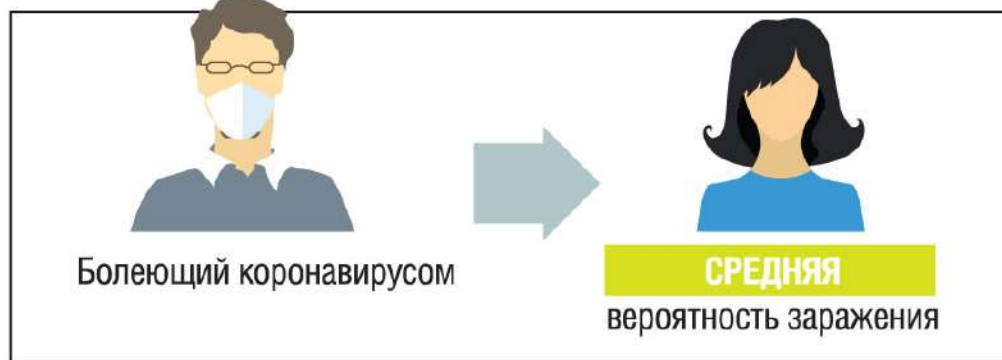 Болеющий коронавирусом
СРЕДНЯЯ
вероятность заражения